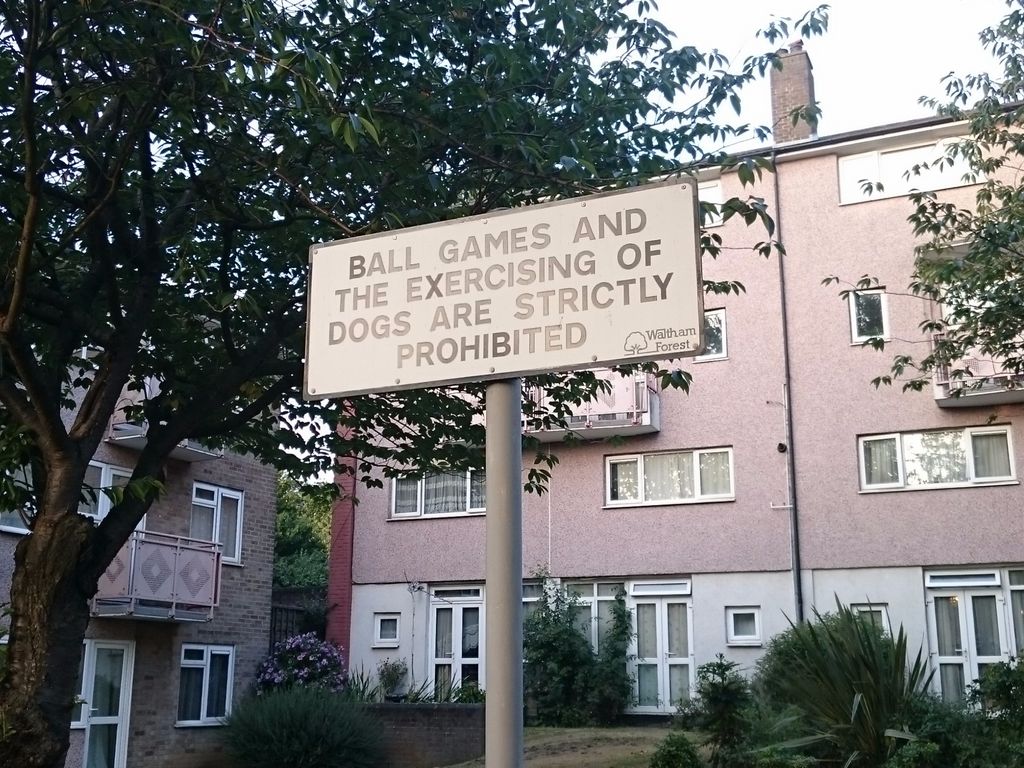 BALL GAMES AND
THE EXERCISING OF
DOGS ARE STRICTLY
PROHIBITED
Waltham
Forest